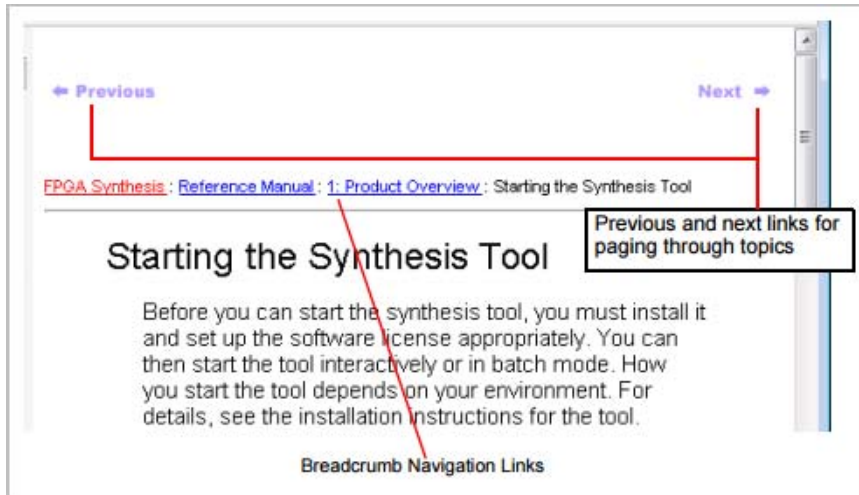 ← Previous
Next →
FPGA Synthesis : Reference Manual : 1: Product Overview : Starting the Synthesis Tool
Previous and next links for
paging through topics
Starting the Synthesis Tool
Before you can start the synthesis tool, you must install it
and set up the software license appropriately. You can
then start the tool interactively or in batch mode. How
you start the tool depends on your environment. For
details, see the installation instructions for the tool.
Breadcrumb Navigation Links